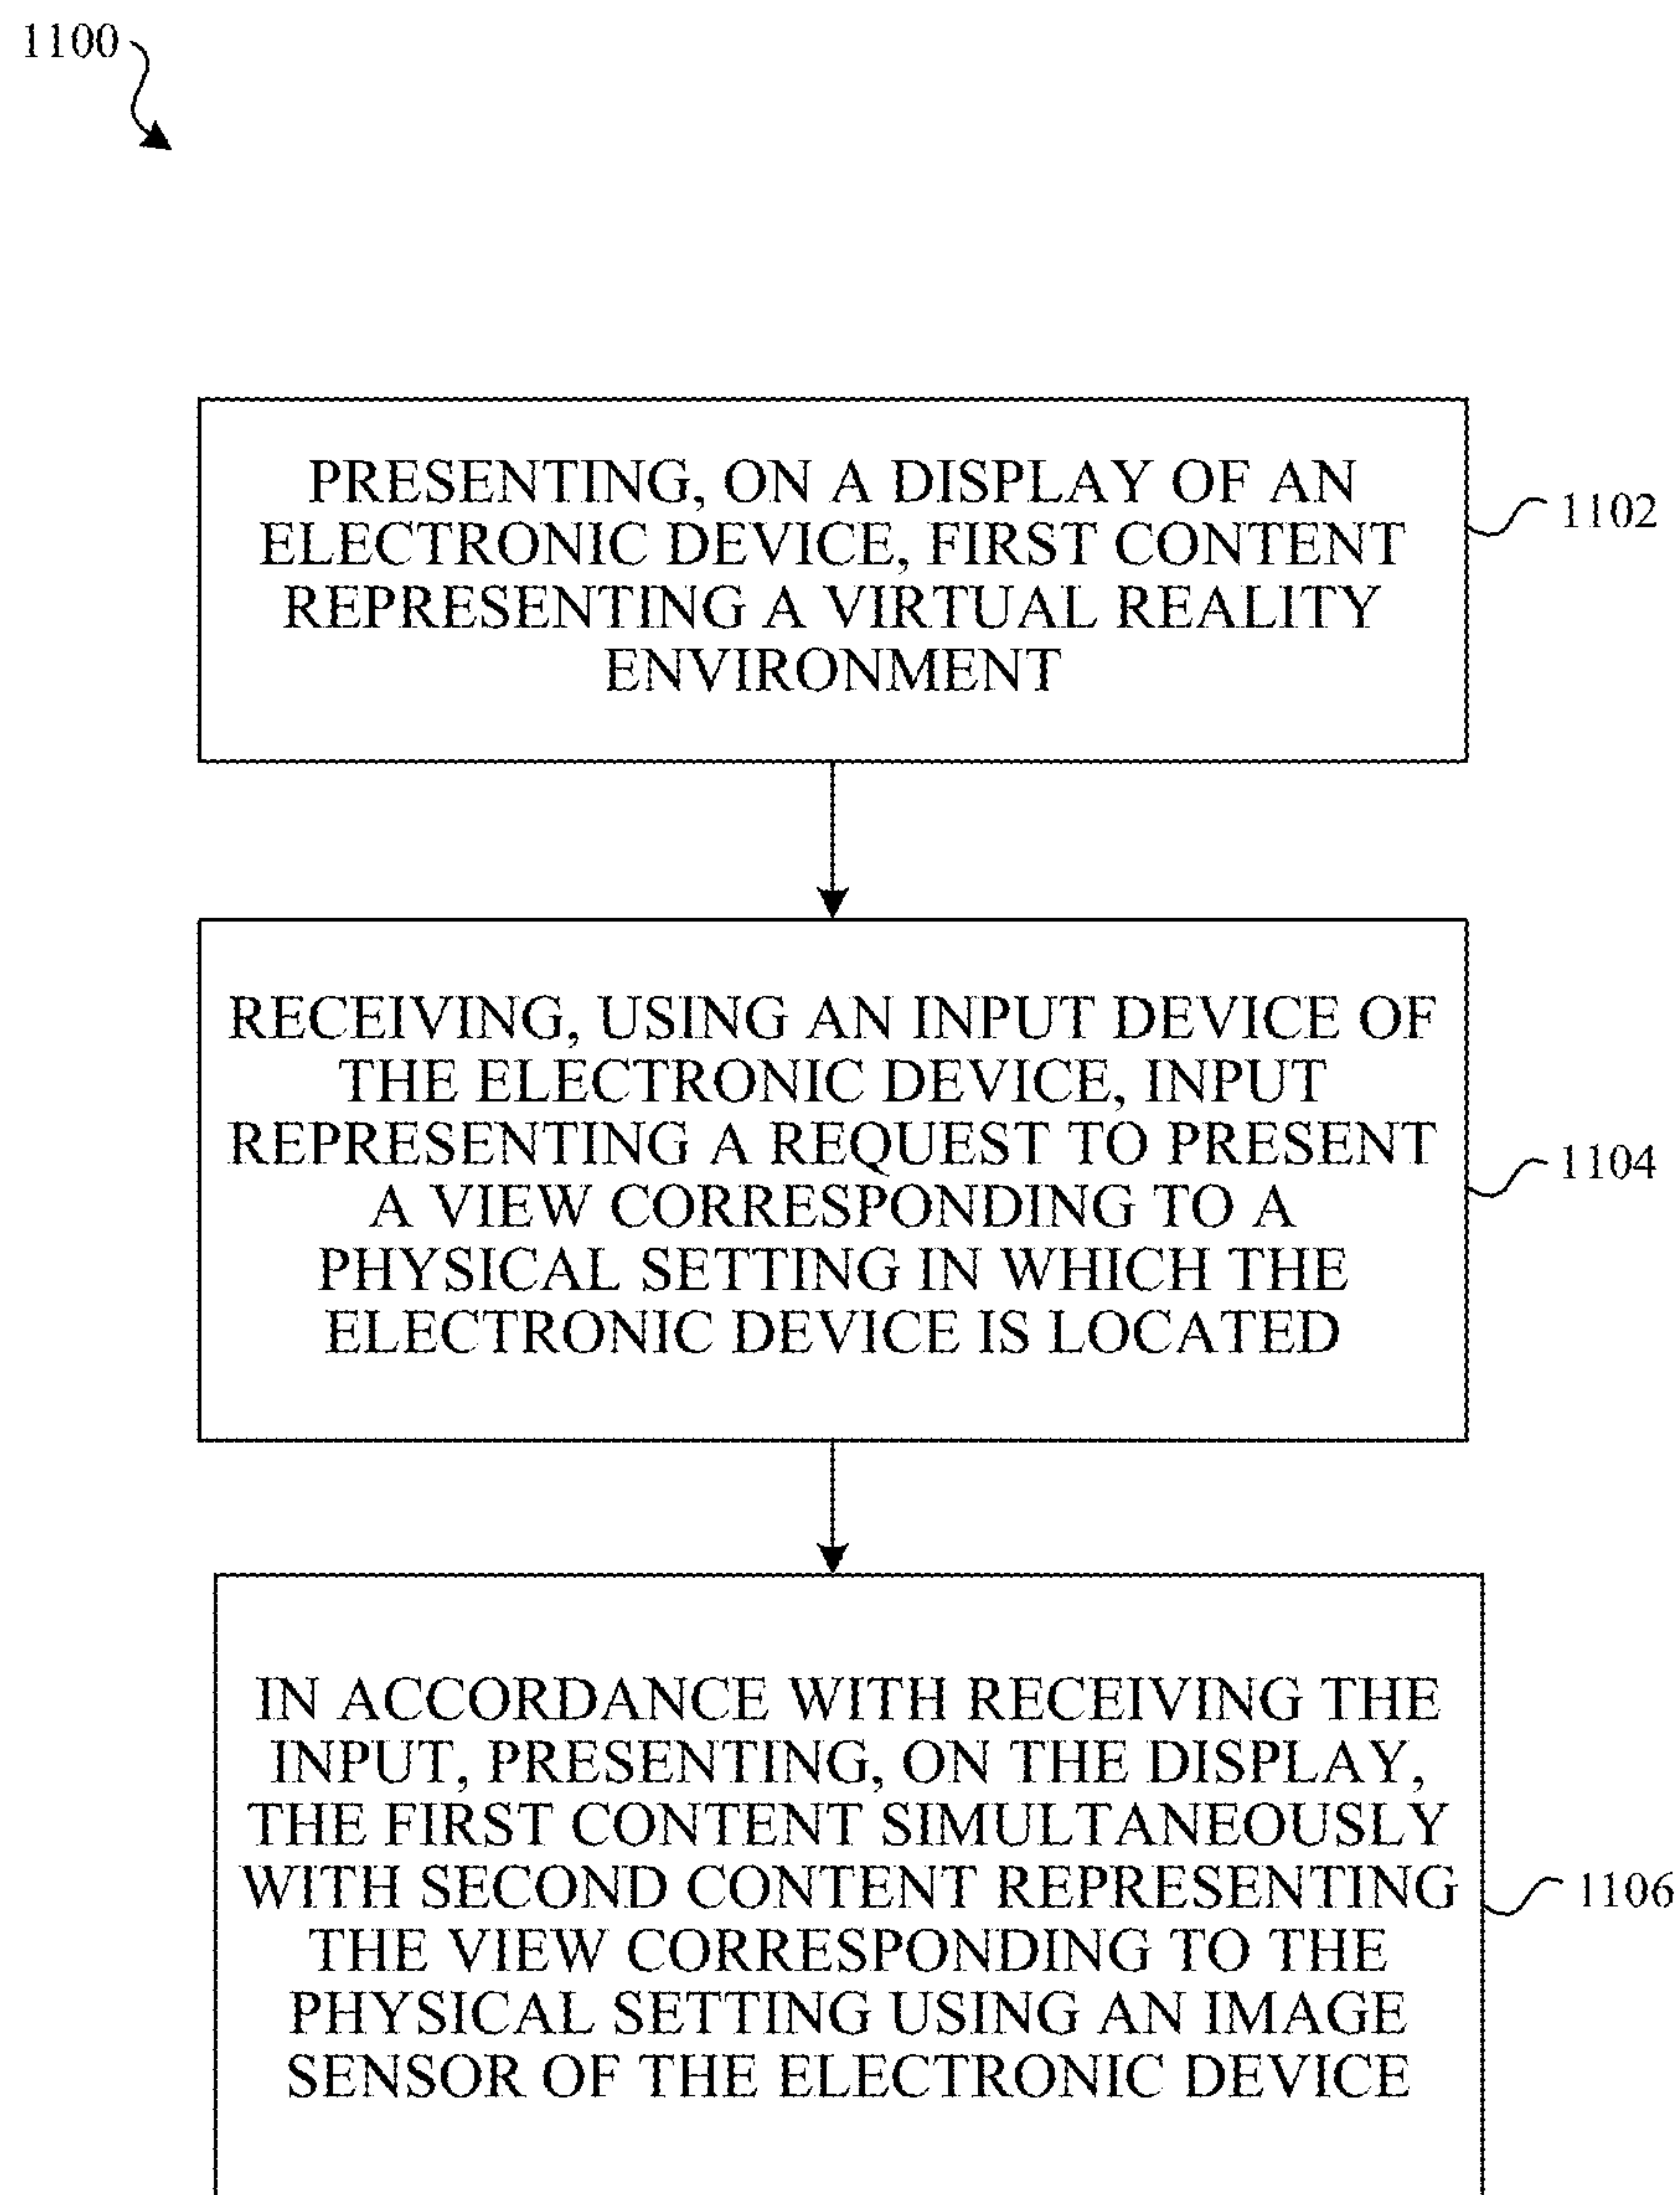 1100
PRESENTING, ON A DISPLAY OF AN
ELECTRONIC DEVICE, FIRST CONTENT
REPRESENTING A VIRTUAL REALITY
ENVIRONMENT
1102
RECEIVING, USING AN INPUT DEVICE OF
THE ELECTRONIC DEVICE, INPUT
REPRESENTING A REQUEST TO PRESENT
A VIEW CORRESPONDING TO A
PHYSICAL SETTING IN WHICH THE
ELECTRONIC DEVICE IS LOCATED
1104
IN ACCORDANCE WITH RECEIVING THE
INPUT, PRESENTING, ON THE DISPLAY,
THE FIRST CONTENT SIMULTANEOUSLY
WITH SECOND CONTENT REPRESENTING
THE VIEW CORRESPONDING TO THE
PHYSICAL SETTING USING AN IMAGE
SENSOR OF THE ELECTRONIC DEVICE
1106